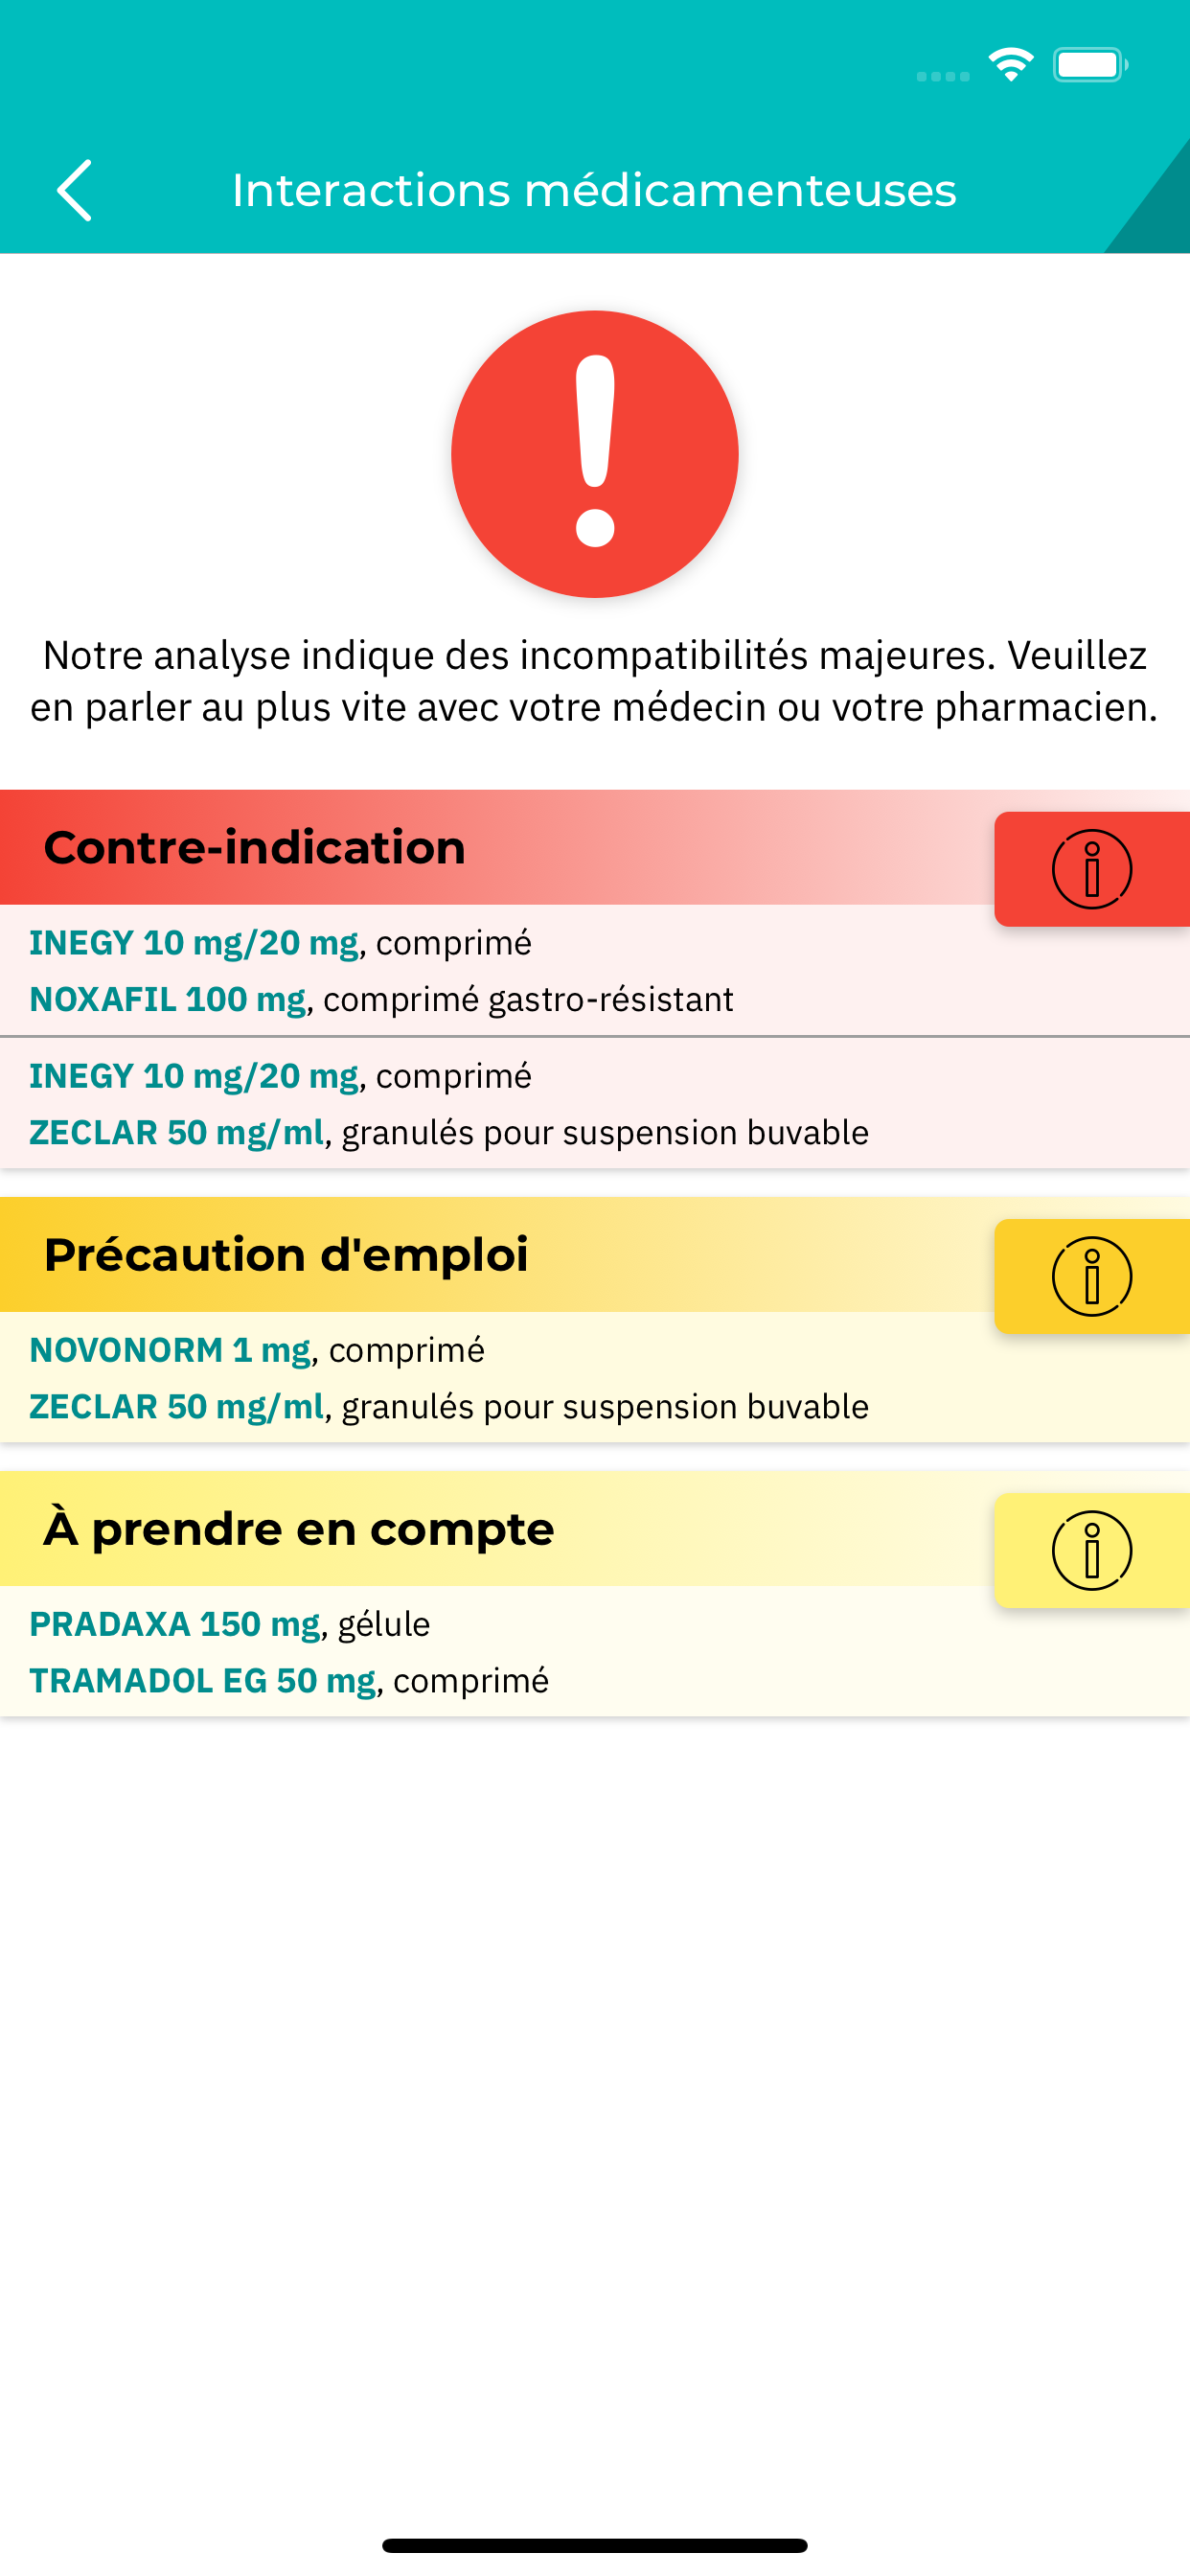 Interactions médicamenteuses
Notre analyse indique des incompatibilités majeures. Veuillez
en parler au plus vite avec votre médecin ou votre pharmacien.
Contre-indication
INEGY 10 mg/20 mg, comprimé
NOXAFIL 100 mg, comprimé gastro-résistant
INEGY 10 mg/20 mg, comprimé
ZECLAR 50 mg/ml, granulés pour suspension buvable
Précaution d'emploi
NOVONORM 1 mg, comprimé
ZECLAR 50 mg/ml, granulés pour suspension buvable
À prendre en compte
PRADAXA 150 mg, gélule
TRAMADOL EG 50 mg, comprimé